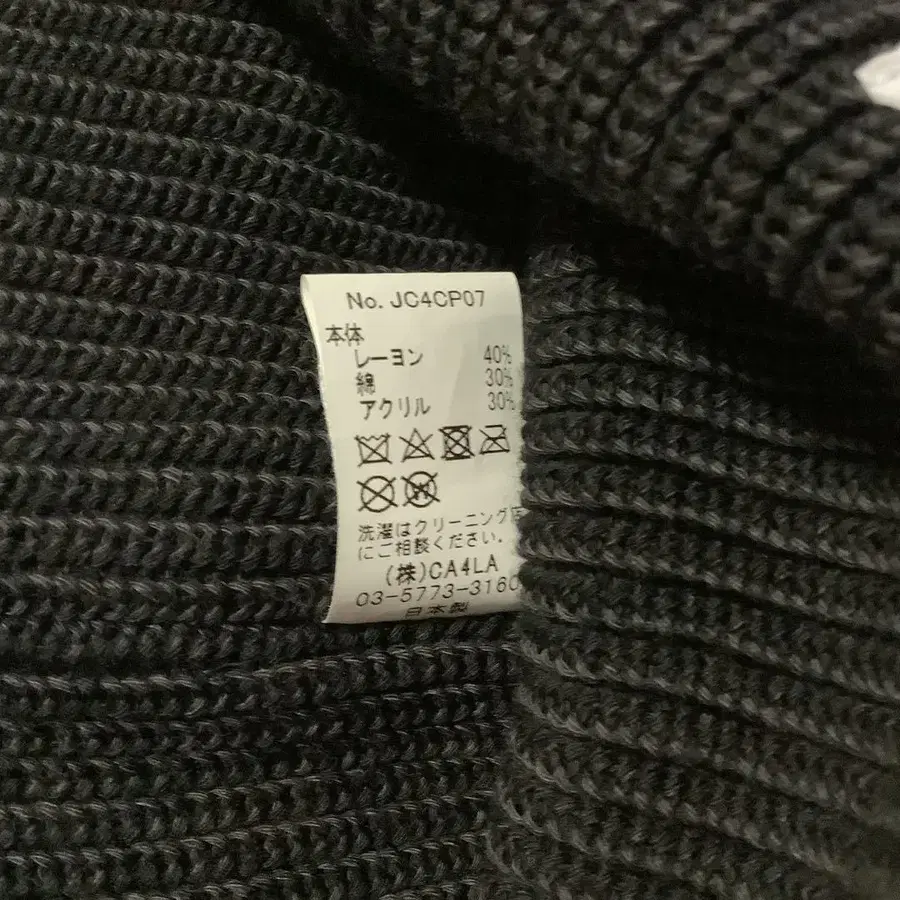 No. JC4CP07
本体
レーヨン 40%
綿 30%
アクリル 30%
W
洗濯はクリーニング店
にご相談ください。
(株)CA4LA
03-5773-3160
日本製